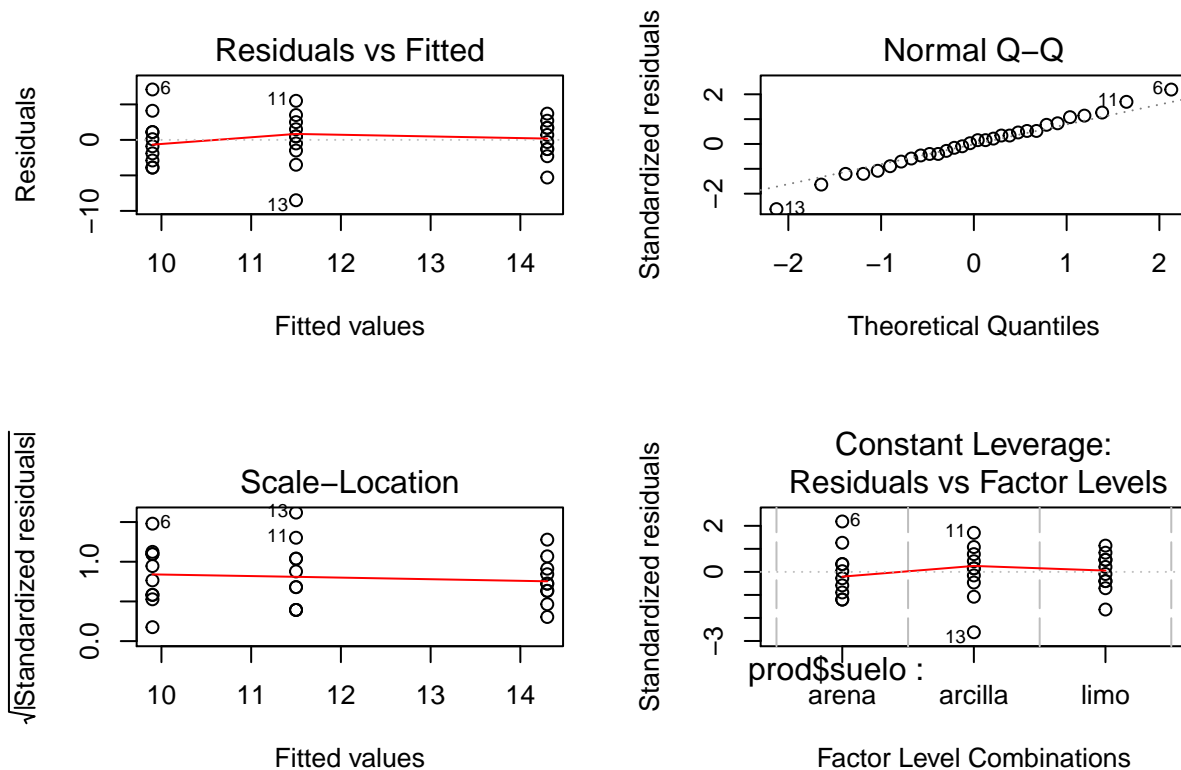 Residuals vs Fitted
Residuals
−10
0
6
11
13
10
11
12
13
14
Fitted values
Normal Q−Q
Standardized residuals
−2
0
2
13
11
6
−2
−1
0
1
2
Theoretical Quantiles
Scale−Location
√|Standardized residuals|
0.0
1.0
6
13
11
10
11
12
13
14
Fitted values
Constant Leverage:
Residuals vs Factor Levels
Standardized residuals
−3
0
2
6
11
13
prod$suelo :
arena
arcilla
limo
Factor Level Combinations